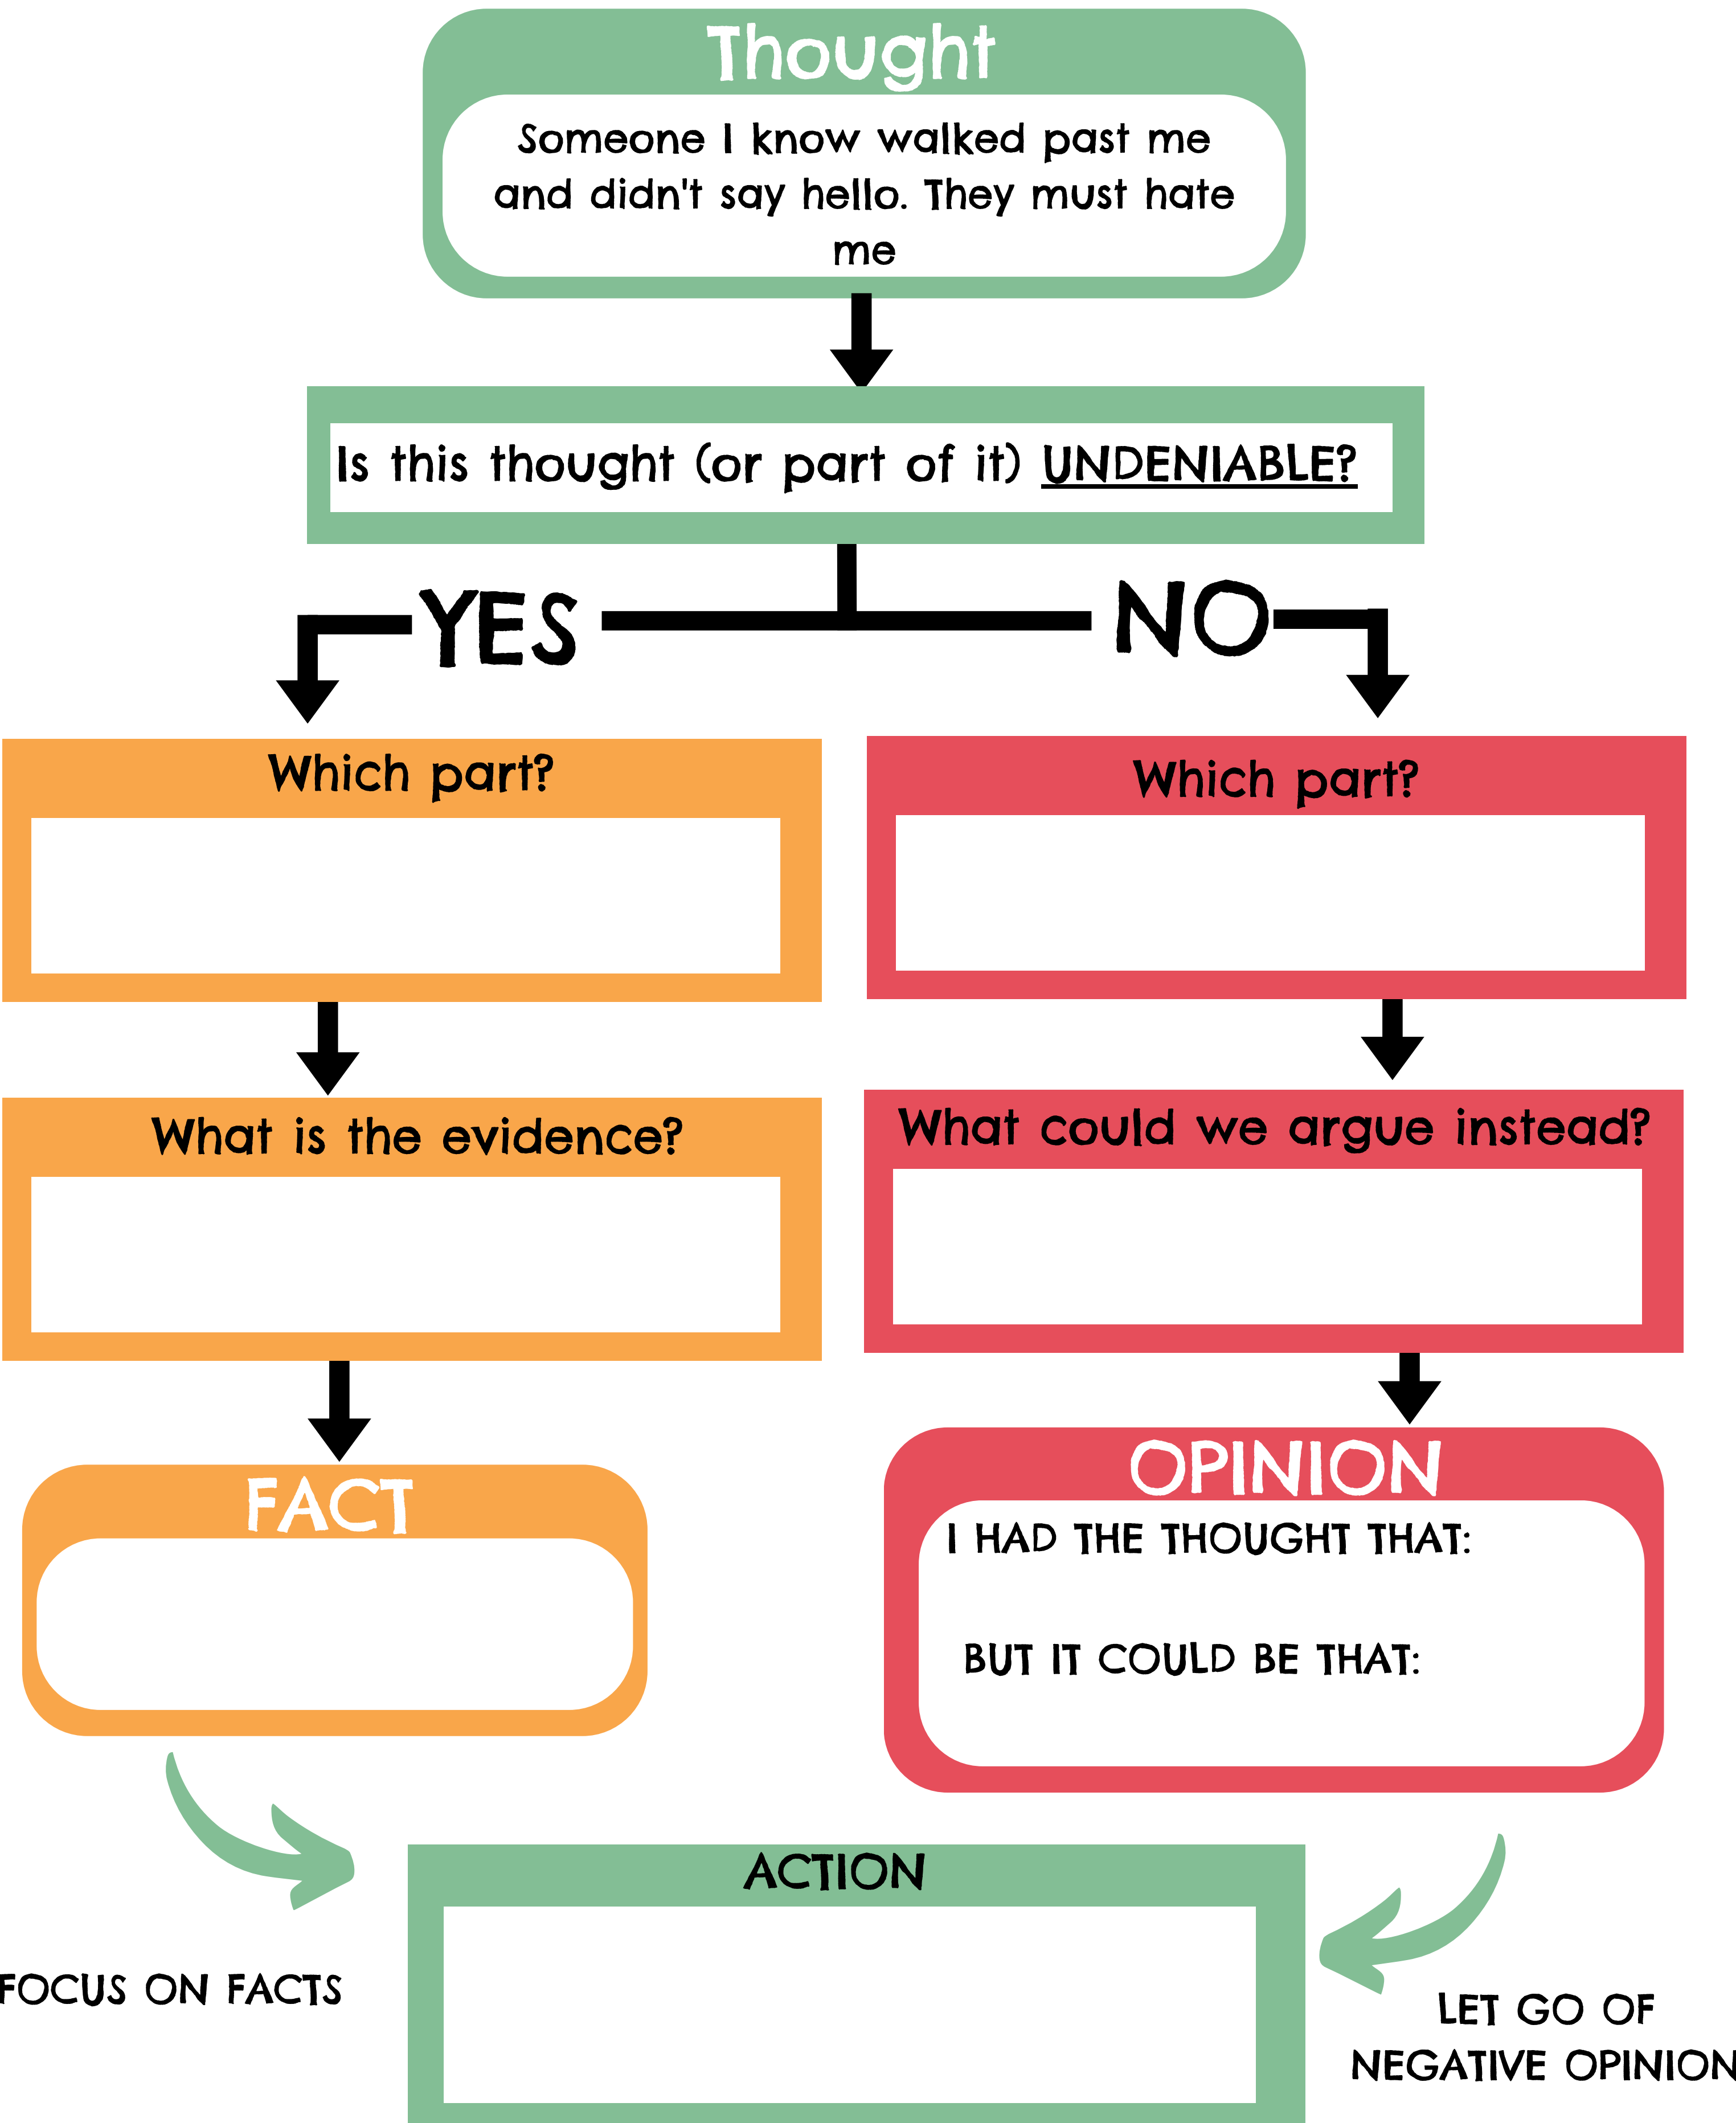 Thought
Someone I know walked past me
and didn't say hello. They must hate
me
Is this thought (or part of it) UNDENIABLE?
YES
NO
Which part?
Which part?
What is the evidence?
What could we argue instead?
FACT
OPINION
I HAD THE THOUGHT THAT:
BUT IT COULD BE THAT:
ACTION
FOCUS ON FACTS
LET GO OF
NEGATIVE OPINION